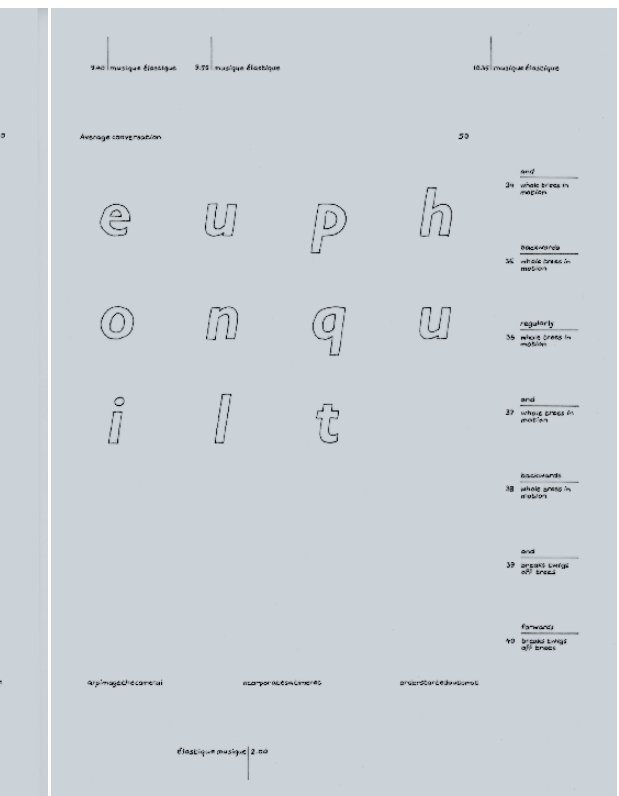 9.40 musique élastique 9.55 musique élastique 10.35 musique élastique
Average conversation 50
and
34 whole trees in
motion
e u p h
backwards
35 whole trees in
motion
o n q u
regularly
36 whole trees in
motion
i l t
and
37 whole trees in
motion
backwards
38 whole trees in
motion
and
39 breaks twigs
off trees
forwards
40 breaks twigs
off trees
élastique musique 2.00